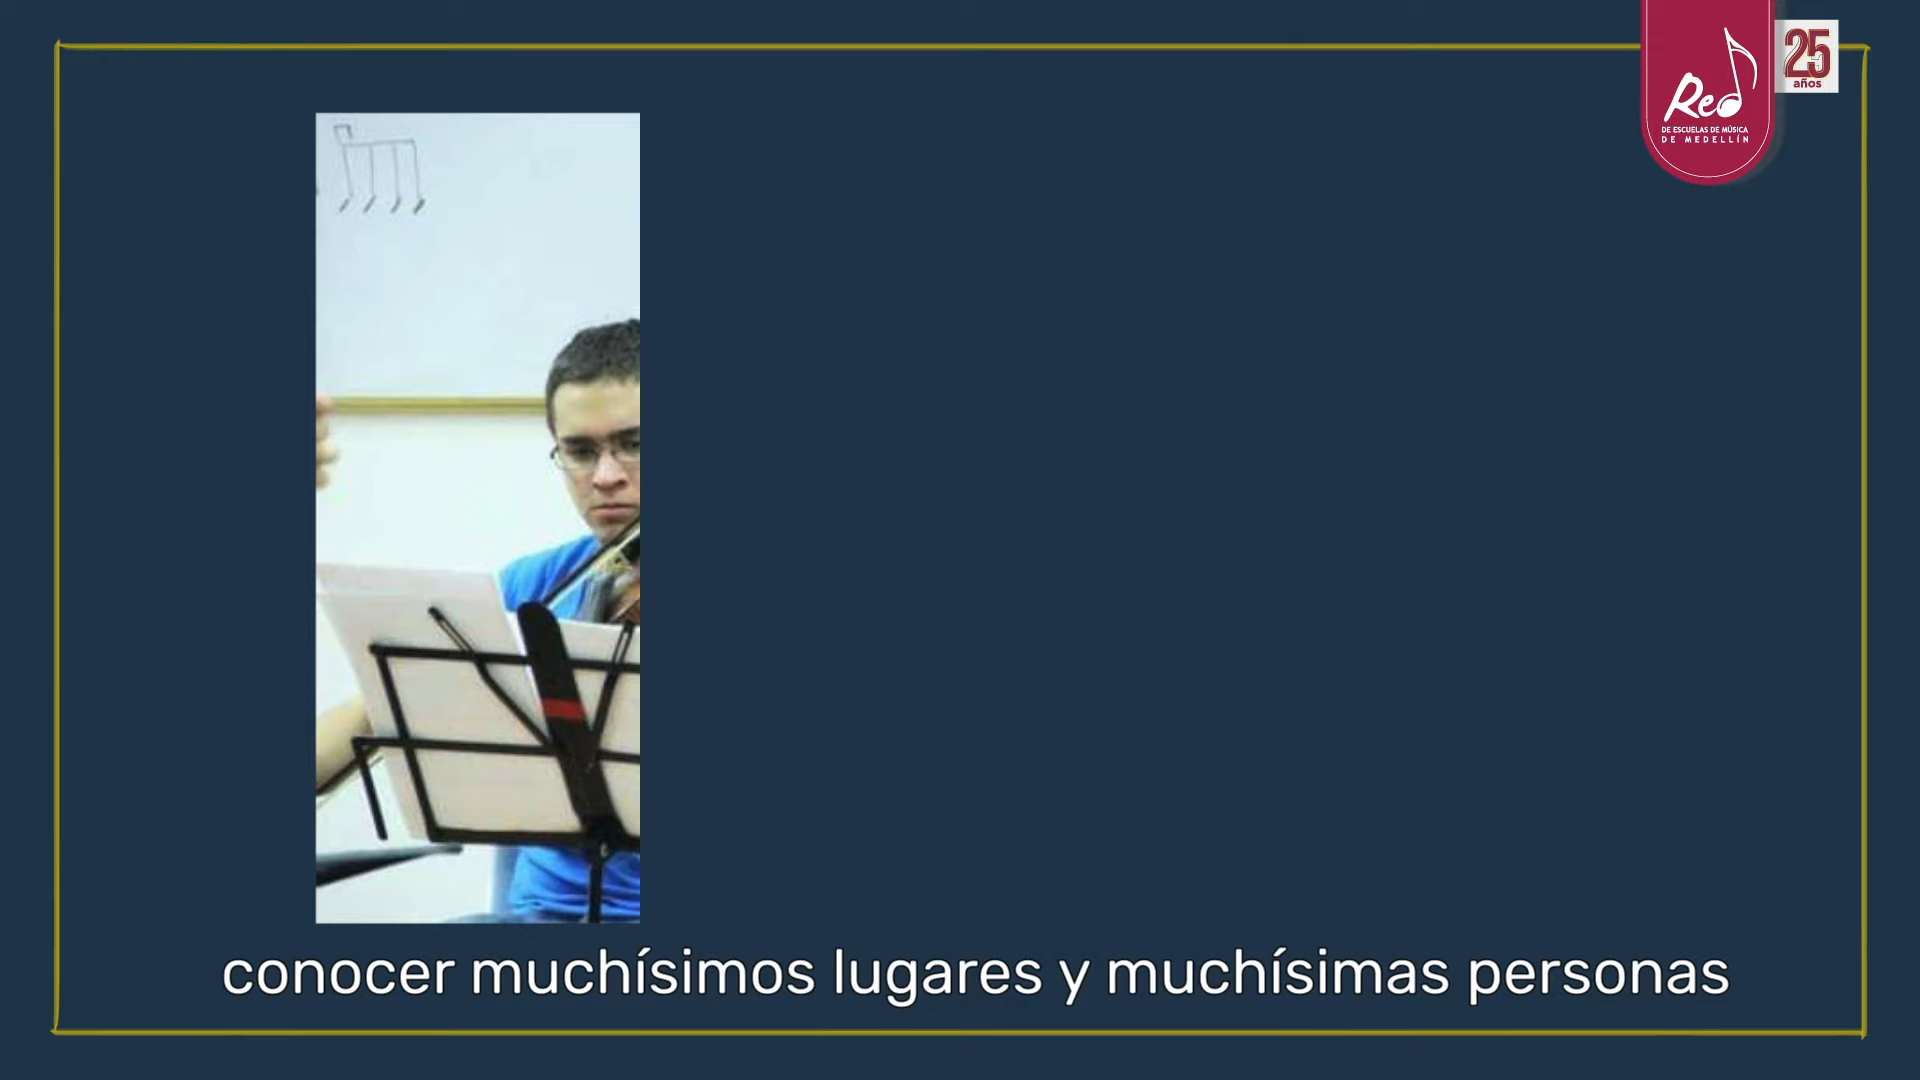 25
años
Red
DE ESCUELAS DE MÚSICA
DE MEDELLÍN
conocer muchísimos lugares y muchísimas personas